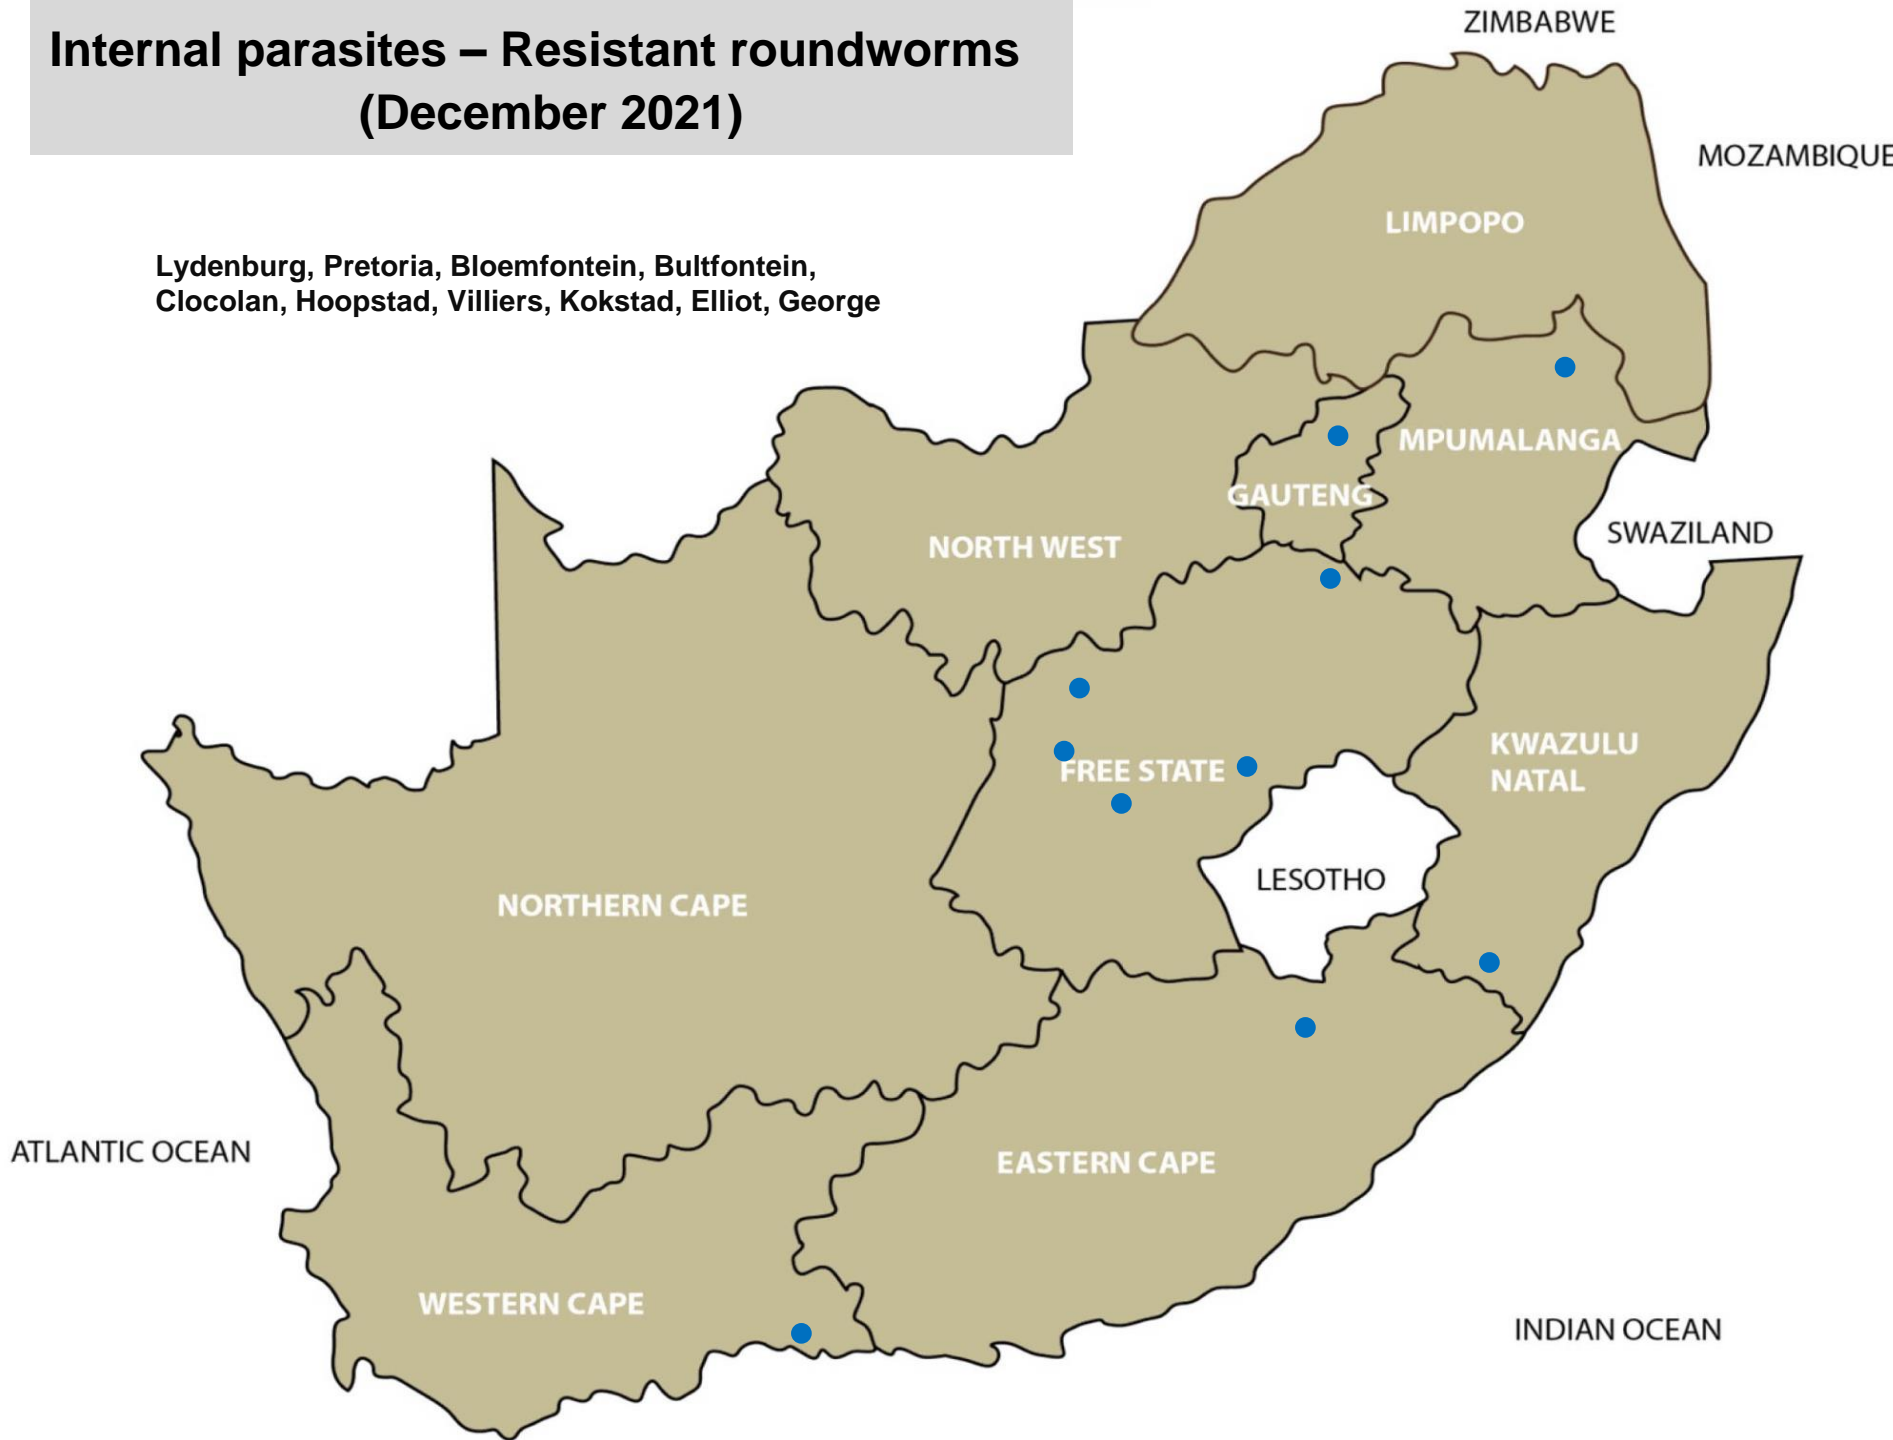 Internal parasites – Resistant roundworms
(December 2021)
Lydenburg, Pretoria, Bloemfontein, Bultfontein,
Clocolan, Hoopstad, Villiers, Kokstad, Elliot, George
ZIMBABWE
MOZAMBIQUE
LIMPOPO
MPUMALANGA
GAUTENG
SWAZILAND
NORTH WEST
KWAZULU
NATAL
FREE STATE
LESOTHO
NORTHERN CAPE
ATLANTIC OCEAN
EASTERN CAPE
WESTERN CAPE
INDIAN OCEAN